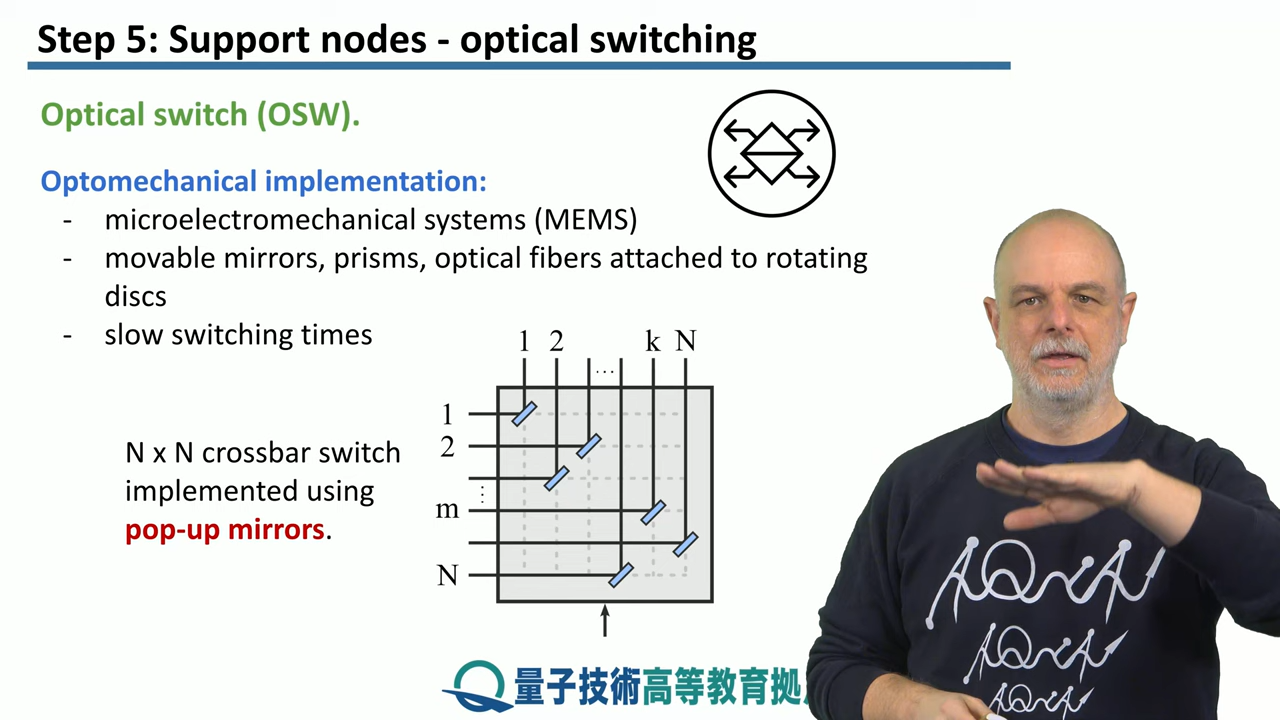 Step 5: Support nodes - optical switching
Optical switch (OSW).
Optomechanical implementation:
- microelectromechanical systems (MEMS)
- movable mirrors, prisms, optical fibers attached to rotating
discs
- slow switching times
1 2 ... k N
1
2
...
m
N
N x N crossbar switch
implemented using
pop-up mirrors.
量子技術高等教育拠